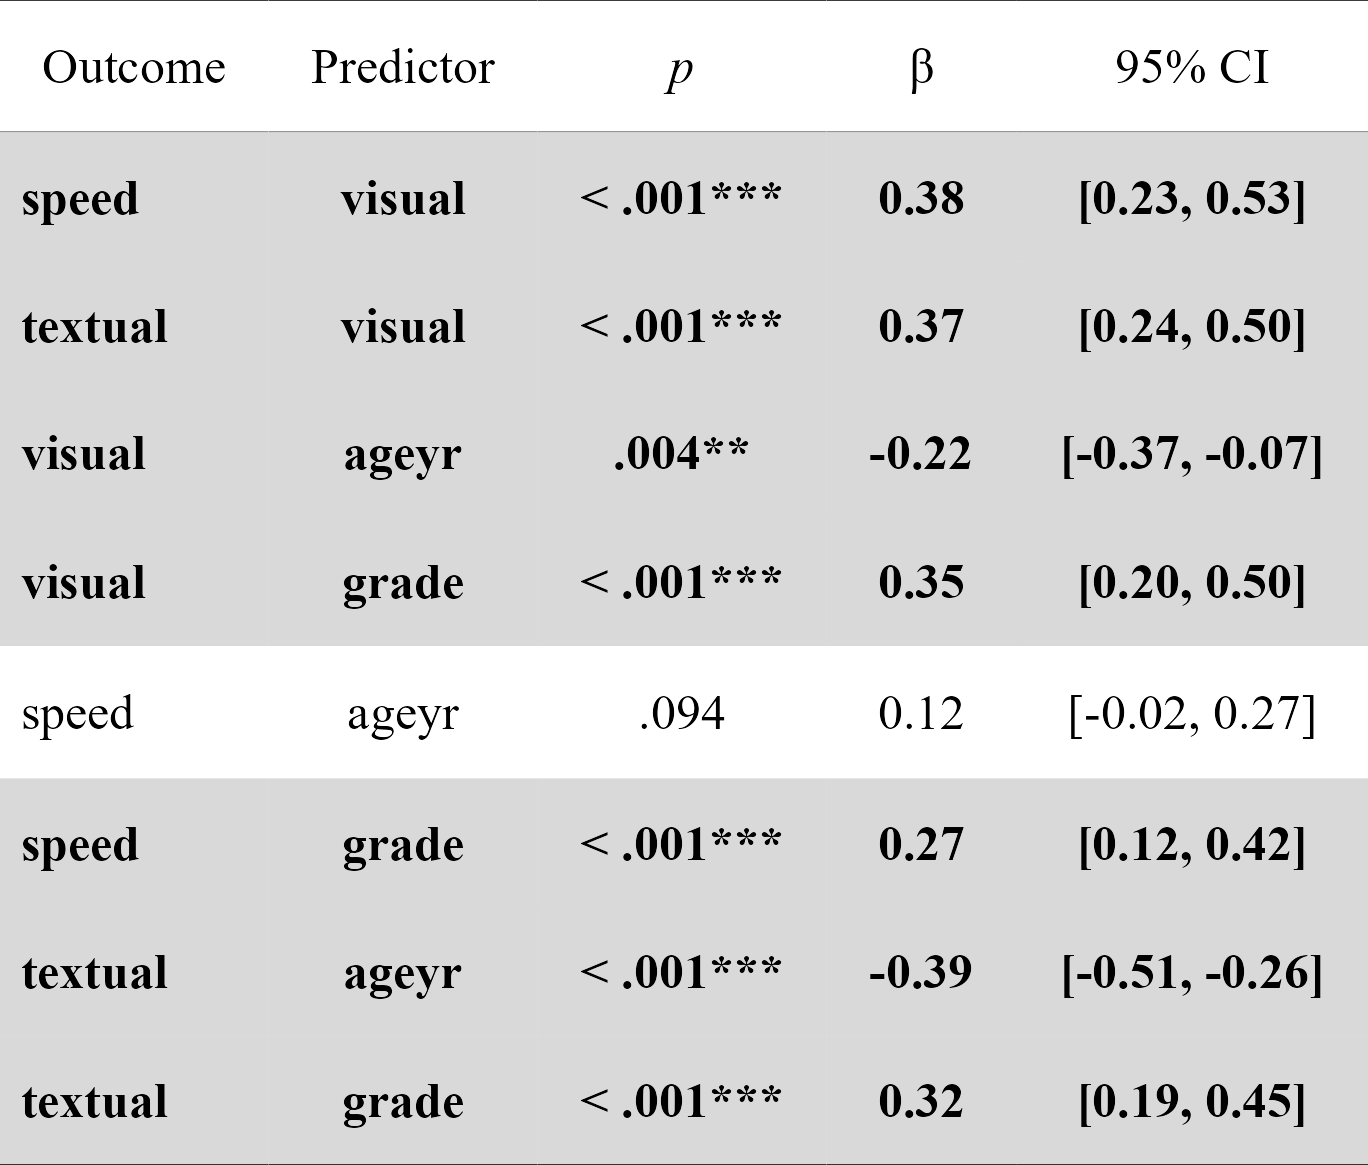 Outcome Predictor p β 95% CI
speed visual < .001*** 0.38 [0.23, 0.53]
textual visual < .001*** 0.37 [0.24, 0.50]
visual ageyr .004** -0.22 [-0.37, -0.07]
visual grade < .001*** 0.35 [0.20, 0.50]
speed ageyr .094 0.12 [-0.02, 0.27]
speed grade < .001*** 0.27 [0.12, 0.42]
textual ageyr < .001*** -0.39 [-0.51, -0.26]
textual grade < .001*** 0.32 [0.19, 0.45]